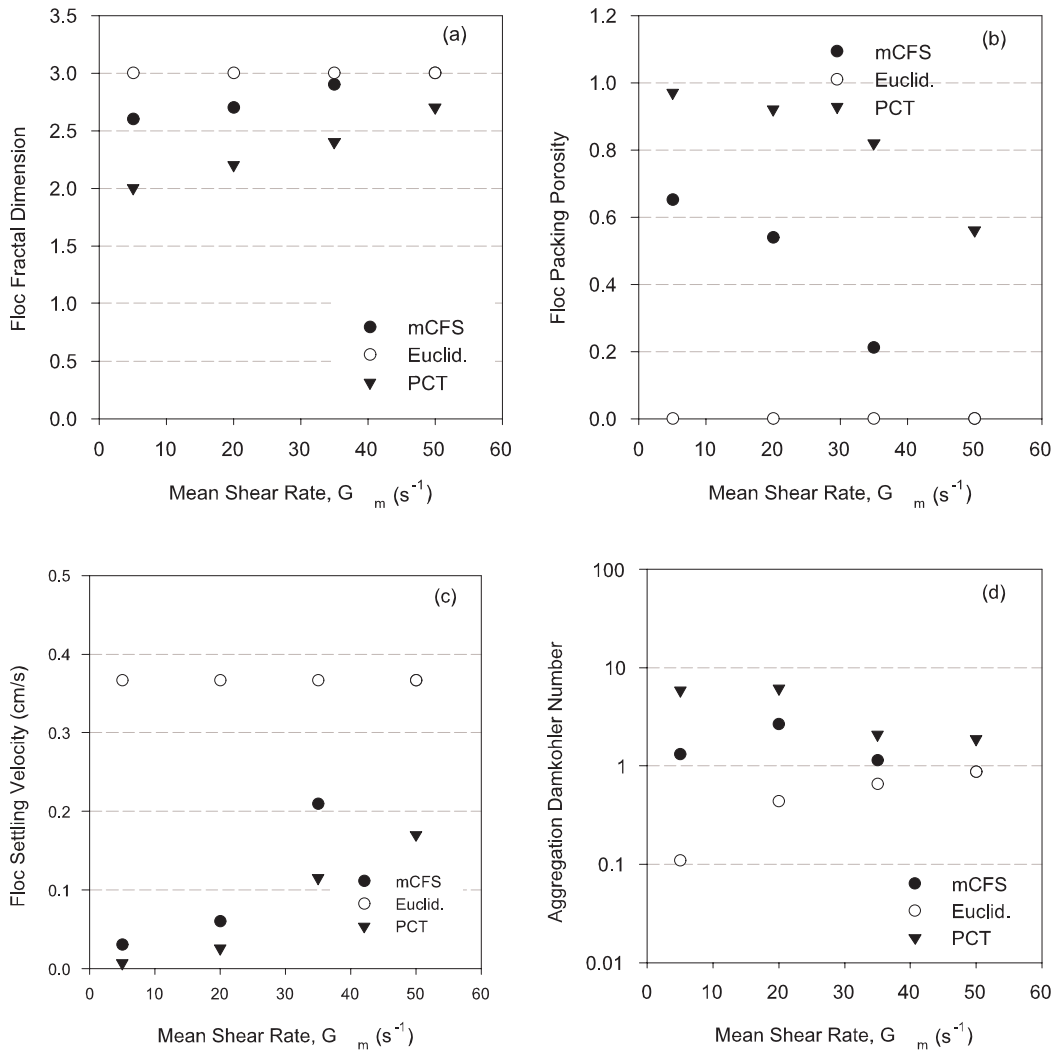 (a)
3.5
3.0
2.5
2.0
1.5
1.0
0.5
0.0
Floc Fractal Dimension
mCFS
Euclid.
PCT
0 10 20 30 40 50 60
Mean Shear Rate, G m (s-1)
(b)
1.2
1.0
0.8
0.6
0.4
0.2
0.0
Floc Packing Porosity
mCFS
Euclid.
PCT
0 10 20 30 40 50 60
Mean Shear Rate, G m (s-1)
(c)
0.5
0.4
0.3
0.2
0.1
0.0
Floc Settling Velocity (cm/s)
mCFS
Euclid.
PCT
0 10 20 30 40 50 60
Mean Shear Rate, G m (s-1)
(d)
100
10
1
0.1
0.01
Aggregation Damkohler Number
mCFS
Euclid.
PCT
0 10 20 30 40 50 60
Mean Shear Rate, G m (s-1)